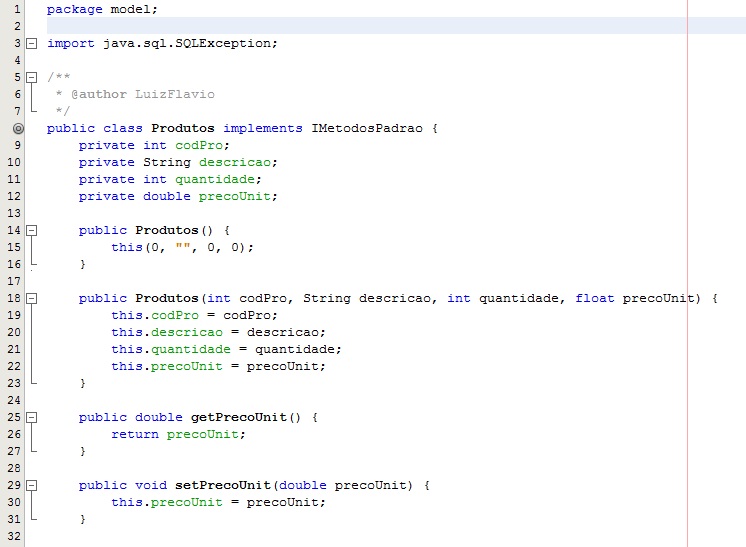 1 package model;
2
3 import java.sql.SQLException;
4
5 /**
6  * @author LuizFlavio
7  */
public class Produtos implements IMetodosPadrao {
9     private int codPro;
10     private String descricao;
11     private int quantidade;
12     private double precoUnit;
13
14     public Produtos() {
15         this(0, "", 0, 0);
16     }
17
18     public Produtos(int codPro, String descricao, int quantidade, float precoUnit) {
19         this.codPro = codPro;
20         this.descricao = descricao;
21         this.quantidade = quantidade;
22         this.precoUnit = precoUnit;
23     }
24
25     public double getPrecoUnit() {
26         return precoUnit;
27     }
28
29     public void setPrecoUnit(double precoUnit) {
30         this.precoUnit = precoUnit;
31     }
32